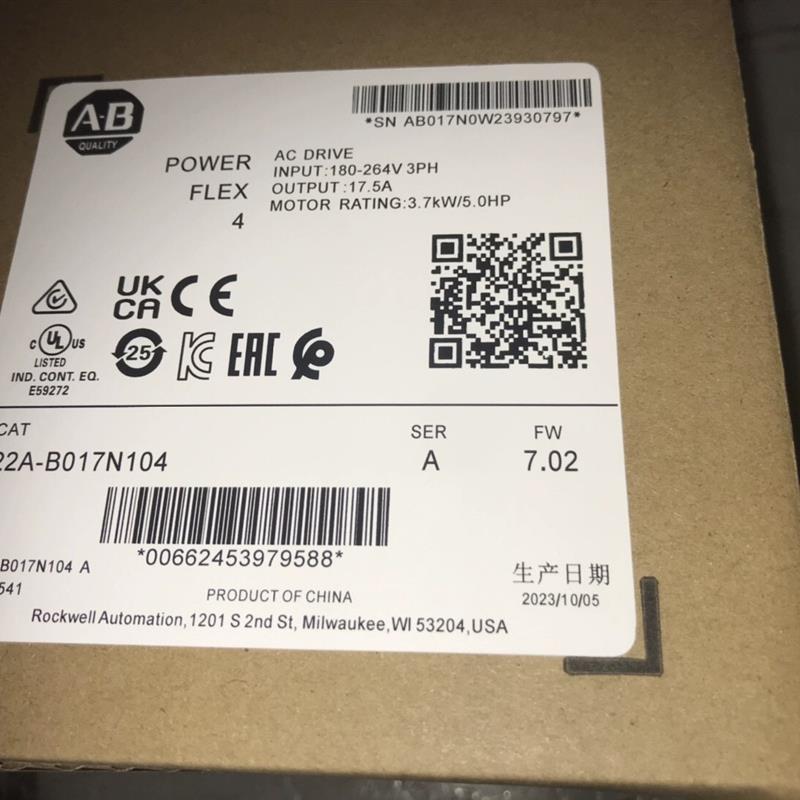 A-B
QUALITY
*SN AB017N0W23930797*
POWER
FLEX
4
AC DRIVE
INPUT:180-264V 3PH
OUTPUT:17.5A
MOTOR RATING:3.7kW/5.0HP
UK
CA CE
C UL US
LISTED
IND. CONT. EQ.
E59272
25
EAC
CAT
22A-B017N104
SER
A
FW
7.02
*00662453979588*
B017N104 A
541
PRODUCT OF CHINA
生产日期
2023/10/05
Rockwell Automation,1201 S 2nd St, Milwaukee,WI 53204,USA